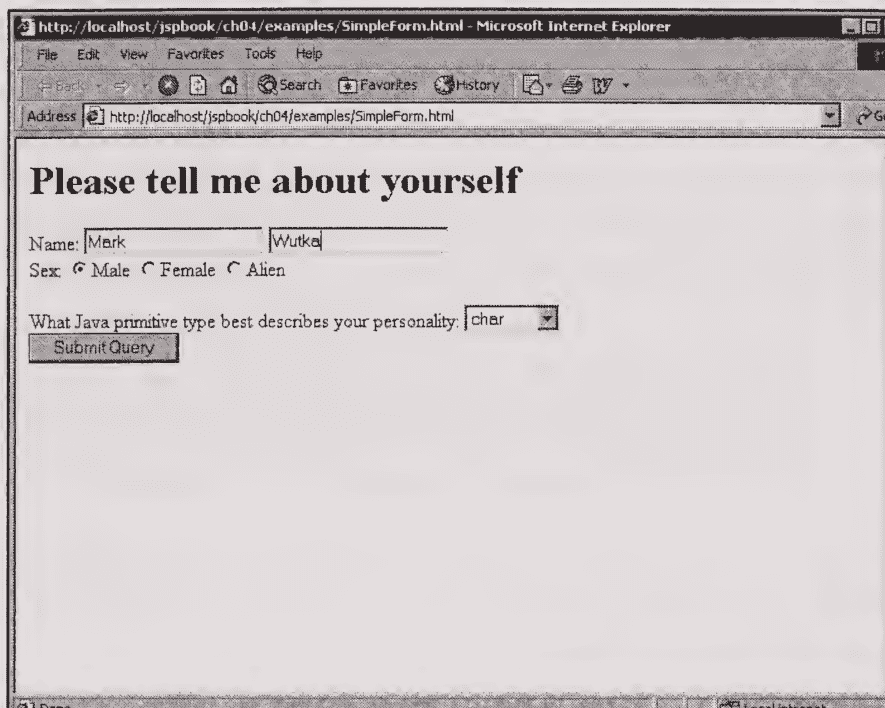 http://localhost/jspbook/ch04/examples/SimpleForm.html - Microsoft Internet Explorer
File Edit View Favorites Tools Help
Back Search Favorites History
Address http://localhost/jspbook/ch04/examples/SimpleForm.html Go
Please tell me about yourself
Name: Mark Wutka
Sex: Male Female Alien
What Java primitive type best describes your personality: char
Submit Query
Done Local intranet